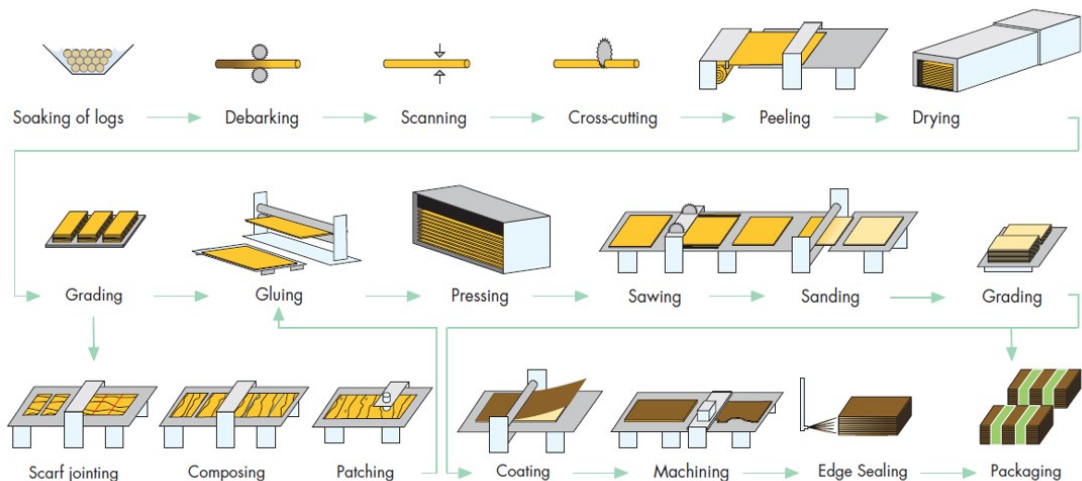 Soaking of logs
Debarking
Scanning
Cross-cutting
Peeling
Drying
Grading
Gluing
Pressing
Sawing
Sanding
Grading
Scarf jointing
Composing
Patching
Coating
Machining
Edge Sealing
Packaging